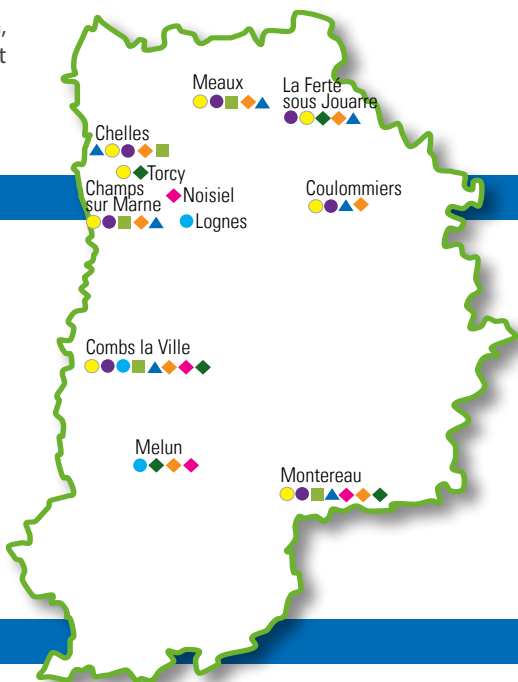 t
Meaux
La Ferté
sous Jouarre
Chelles
Torcy
Champs
sur Marne
Noisiel
Lognes
Coulommiers
Combs la Ville
Melun
Montereau